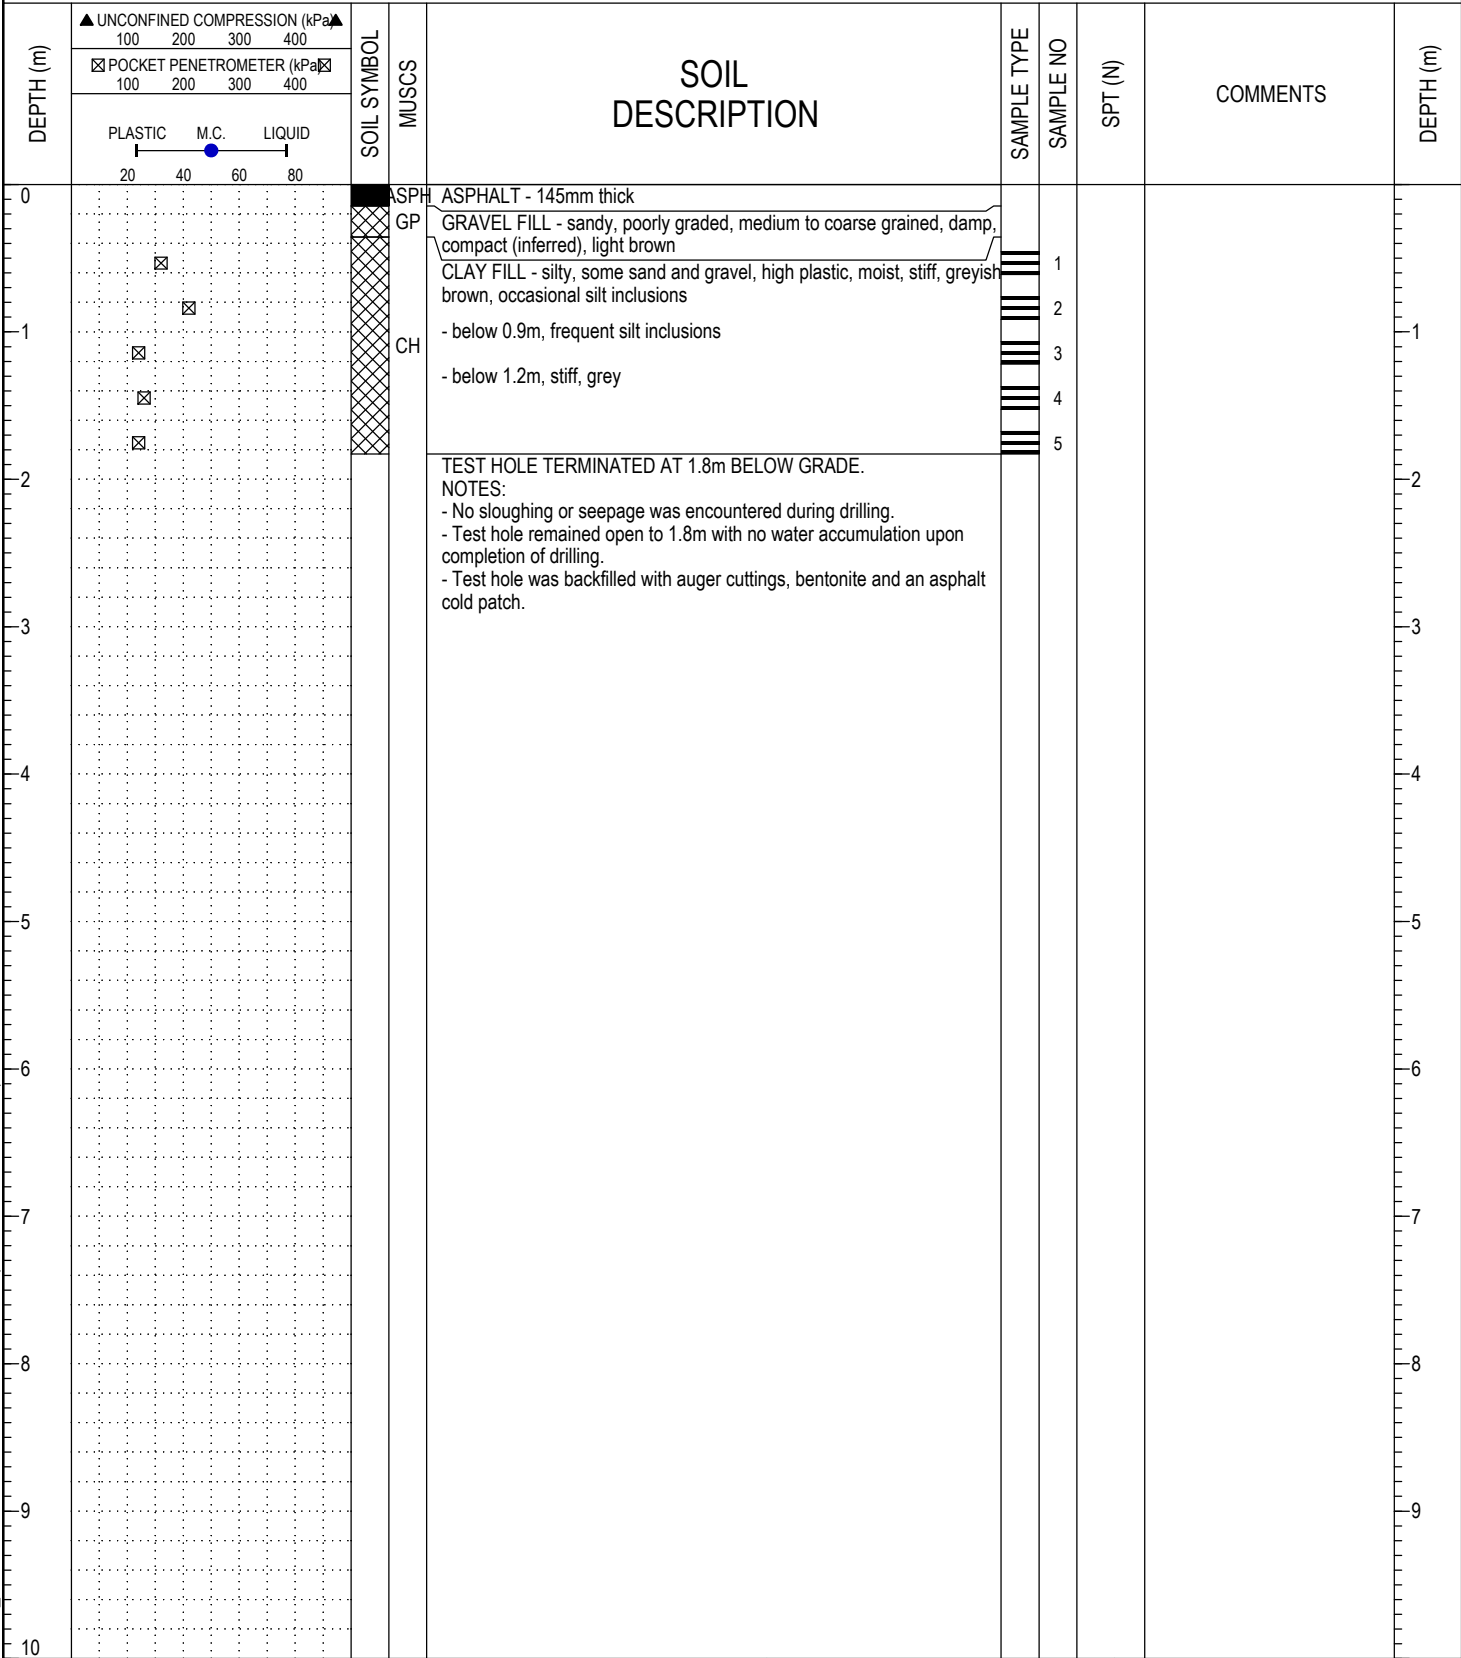 DEPTH (m)
▲ UNCONFINED COMPRESSION (kPa) ▲
100 200 300 400
☒ POCKET PENETROMETER (kPa) ☒
100 200 300 400
PLASTIC M.C. LIQUID
20 40 60 80
SOIL SYMBOL
MUSCS
SOIL
DESCRIPTION
SAMPLE TYPE
SAMPLE NO
SPT (N)
COMMENTS
DEPTH (m)
0
ASPH ASPHALT - 145mm thick
GP GRAVEL FILL - sandy, poorly graded, medium to coarse grained, damp,
compact (inferred), light brown
CLAY FILL - silty, some sand and gravel, high plastic, moist, stiff, greyish 1
brown, occasional silt inclusions 2
1 - below 0.9m, frequent silt inclusions 1
CH 3
- below 1.2m, stiff, grey
4
5
TEST HOLE TERMINATED AT 1.8m BELOW GRADE.
2 2
NOTES:
- No sloughing or seepage was encountered during drilling.
- Test hole remained open to 1.8m with no water accumulation upon
completion of drilling.
- Test hole was backfilled with auger cuttings, bentonite and an asphalt
cold patch.
3 3
4 4
5 5
6 6
7 7
8 8
9 9
10